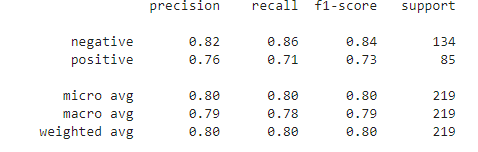 precision recall f1-score support
negative 0.82 0.86 0.84 134
positive 0.76 0.71 0.73 85
micro avg 0.80 0.80 0.80 219
macro avg 0.79 0.78 0.79 219
weighted avg 0.80 0.80 0.80 219